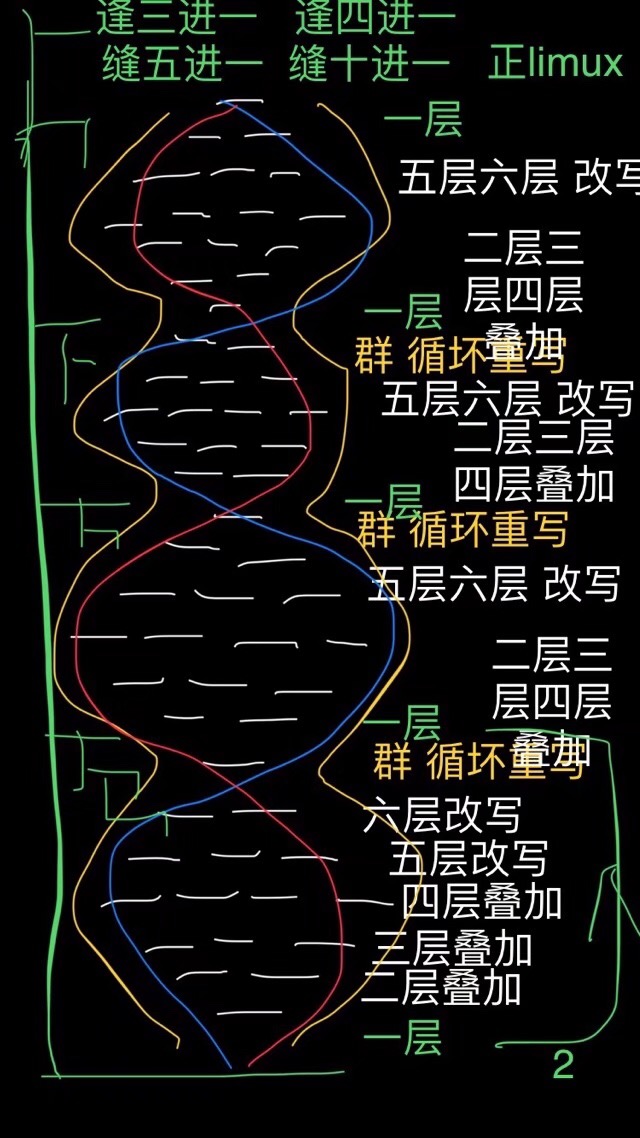 逢三进一 逢四进一
缝五进一 缝十进一 正limux
一层
五层六层 改写
二层三
层四层
叠加
一层
群 循坏重写
五层六层 改写
二层三层
四层叠加
一层
群 循环重写
五层六层 改写
二层三
层四层
叠加
一层
群 循坏重写
六层改写
五层改写
四层叠加
三层叠加
二层叠加
一层
2